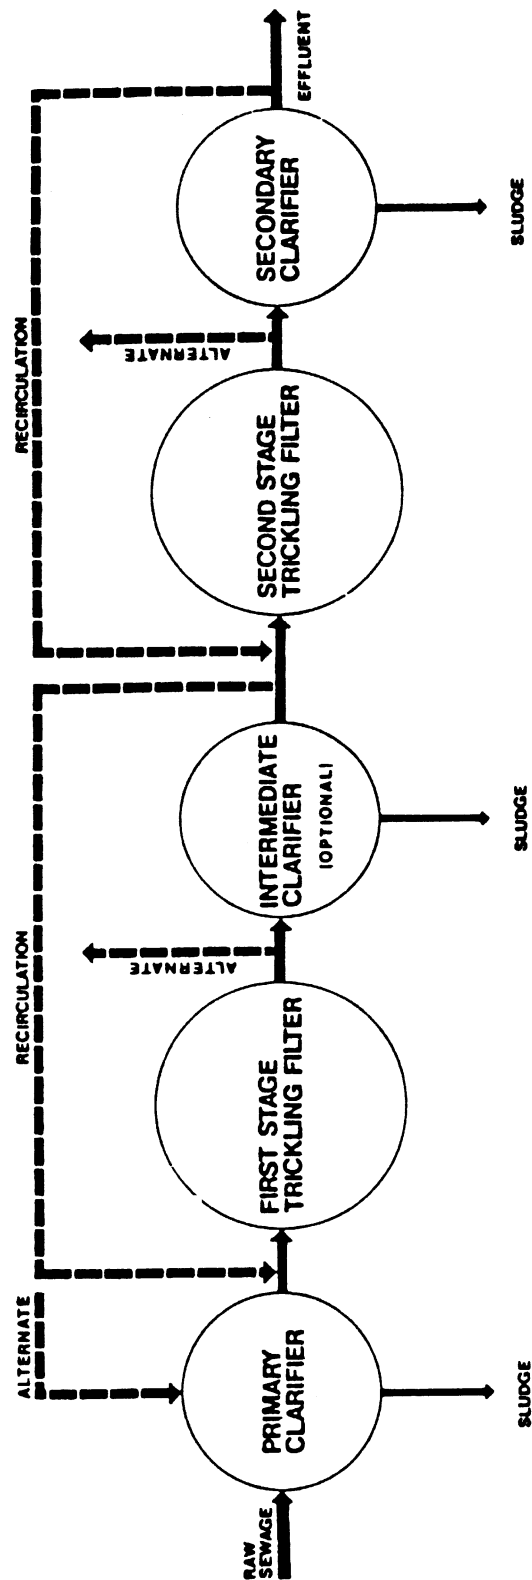 RAW
SEWAGE
PRIMARY
CLARIFIER
SLUDGE
ALTERNATE
RECIRCULATION
FIRST STAGE
TRICKLING FILTER
ALTERNATE
INTERMEDIATE
CLARIFIER
(OPTIONAL)
SLUDGE
RECIRCULATION
SECOND STAGE
TRICKLING FILTER
ALTERNATE
SECONDARY
CLARIFIER
SLUDGE
EFFLUENT